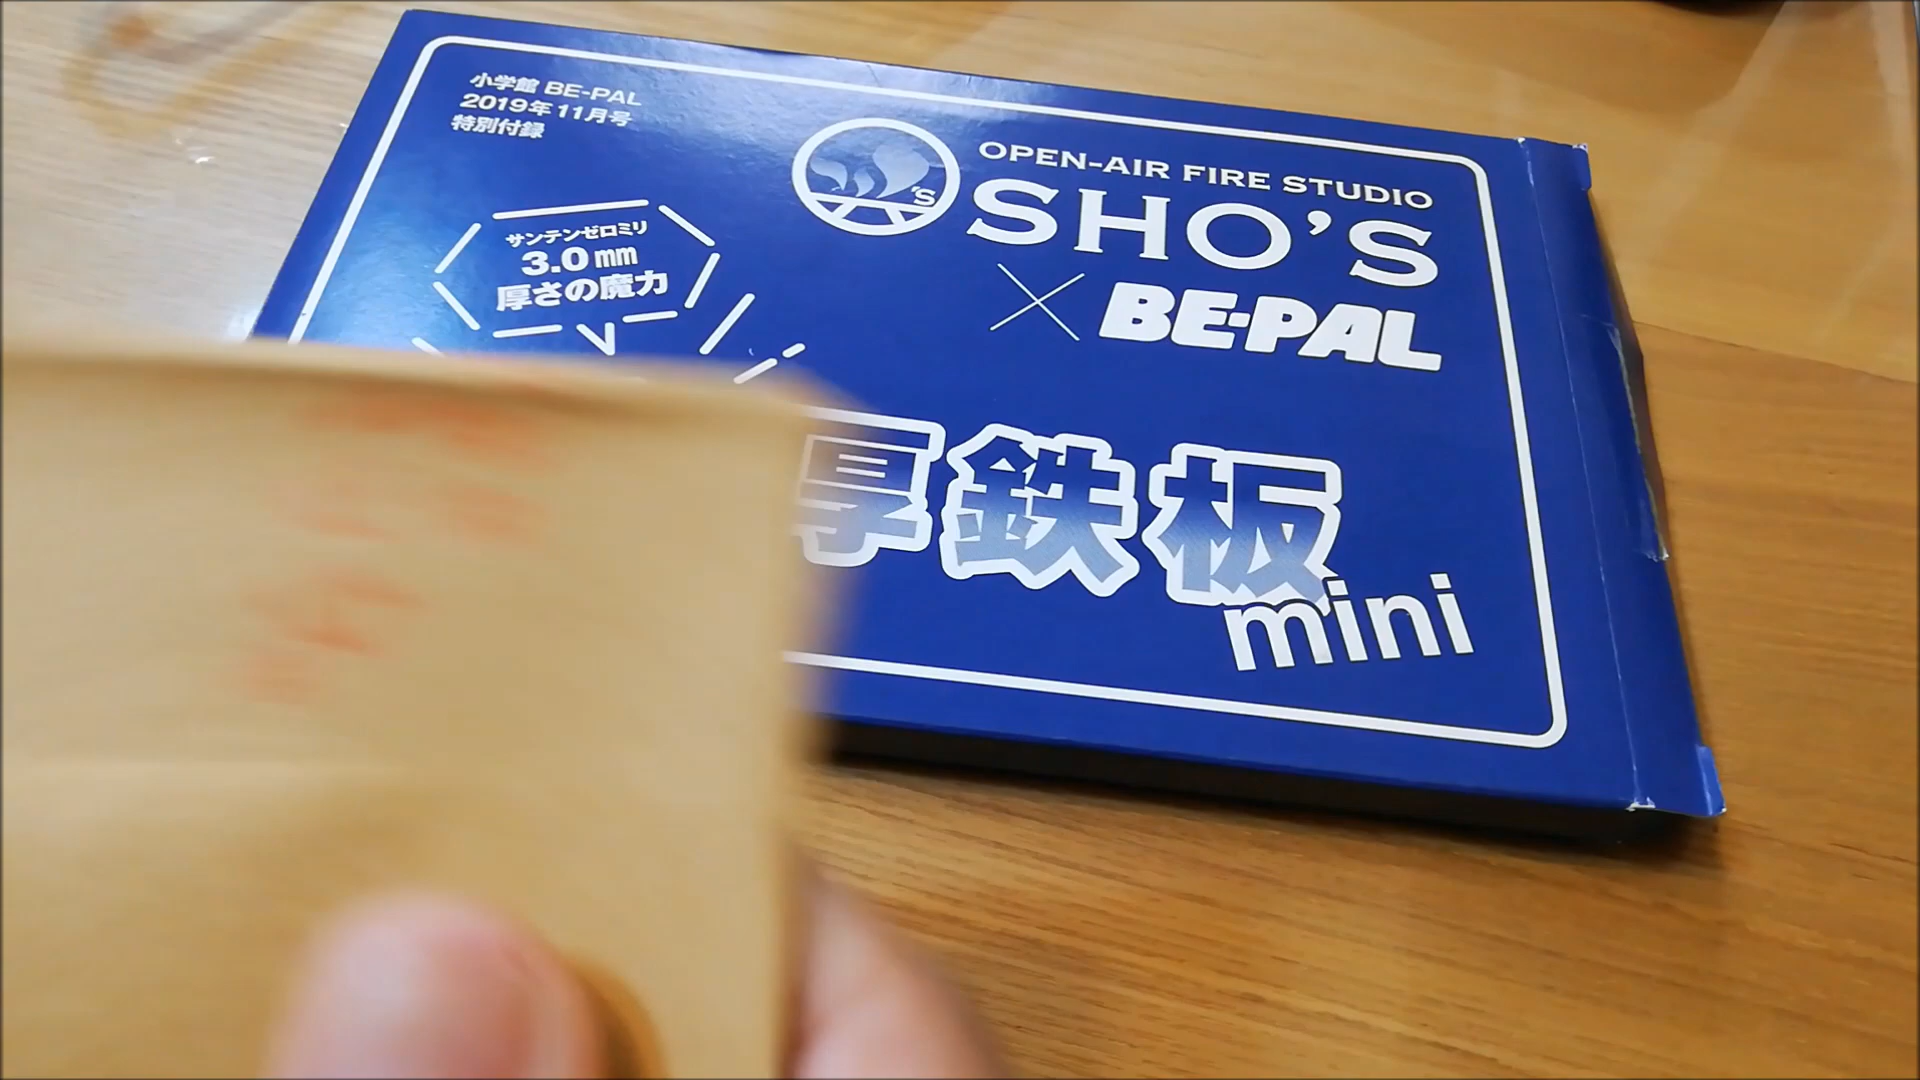 小学館 BE-PAL
2019年11月号
特別付録
OPEN-AIR FIRE STUDIO
'S
SHO'S
×BE-PAL
サンテンゼロミリ
3.0mm
厚さの魔力
厚鉄板
mini